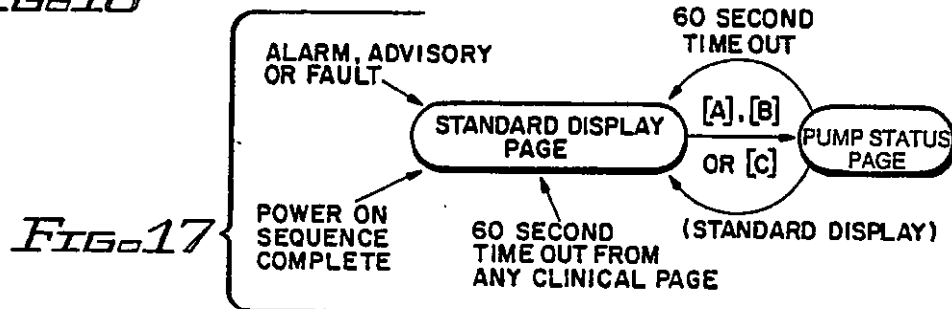 60 SECOND
TIME OUT
ALARM, ADVISORY
OR FAULT
[A], [B]
STANDARD DISPLAY
PAGE
OR [C]
PUMP STATUS
PAGE
FIG. 17
POWER ON
SEQUENCE
COMPLETE
60 SECOND
TIME OUT FROM
ANY CLINICAL PAGE
(STANDARD DISPLAY)